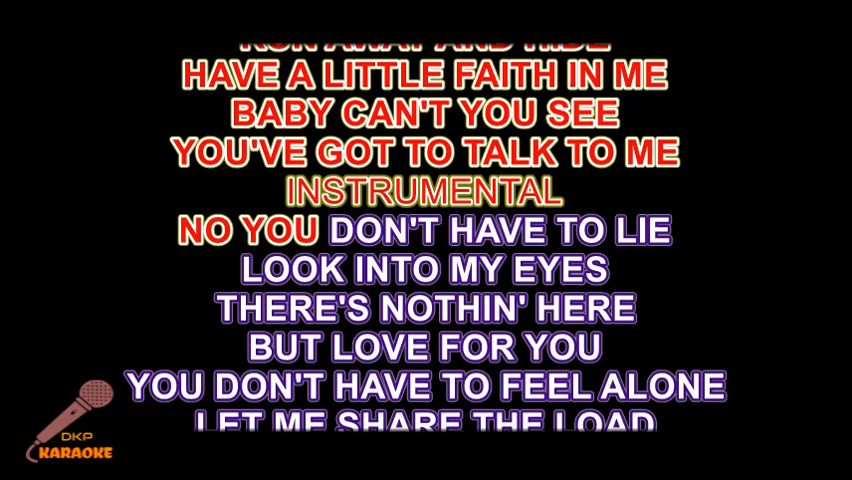 RUN AWAY AND HIDE
HAVE A LITTLE FAITH IN ME
BABY CAN'T YOU SEE
YOU'VE GOT TO TALK TO ME
INSTRUMENTAL
NO YOU DON'T HAVE TO LIE
LOOK INTO MY EYES
THERE'S NOTHIN' HERE
BUT LOVE FOR YOU
YOU DON'T HAVE TO FEEL ALONE
LET ME SHARE THE LOAD
DKP
KARAOKE